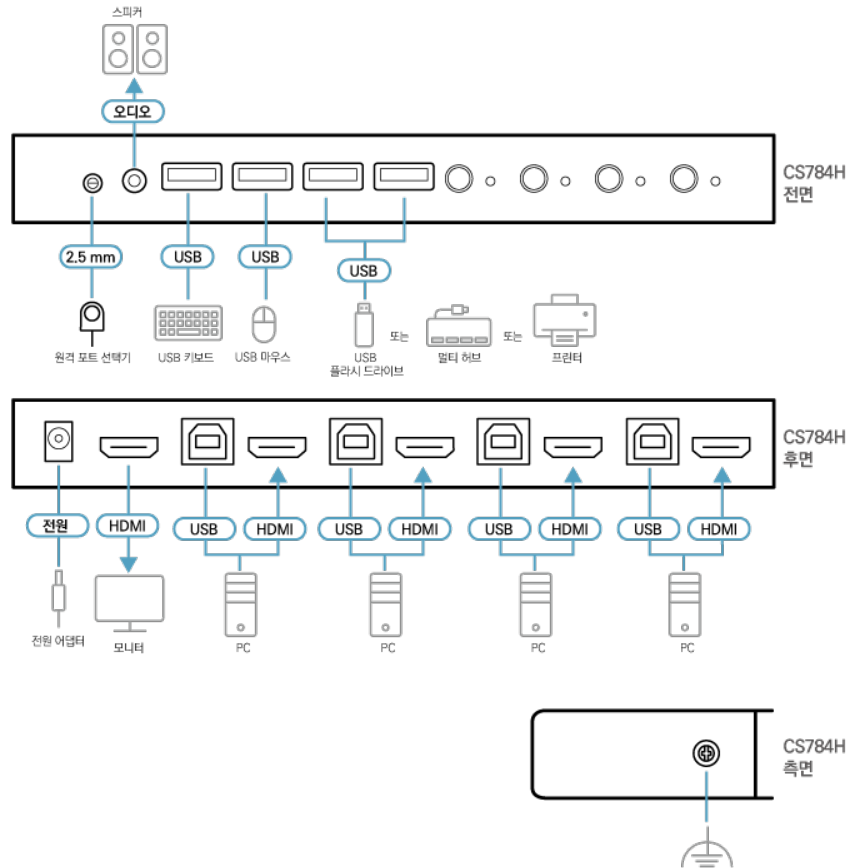 스피커
오디오
CS784H
전면
2.5 mm
USB
USB
USB
원격 포트 선택기
USB 키보드
USB 마우스
USB
플라시 드라이브
또는
멀티 허브
또는
프린터
CS784H
후면
전원
HDMI
USB
HDMI
USB
HDMI
USB
HDMI
USB
HDMI
전원 어댑터
모니터
PC
PC
PC
PC
CS784H
측면